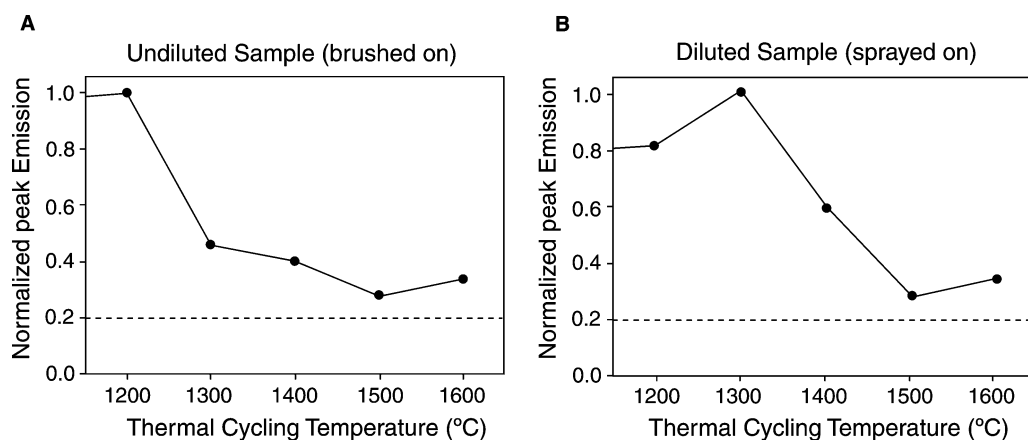 A
Undiluted Sample (brushed on)
Normalized peak Emission
1.0
0.8
0.6
0.4
0.2
0.0
1200 1300 1400 1500 1600
Thermal Cycling Temperature (ºC)
B
Diluted Sample (sprayed on)
Normalized peak Emission
1.0
0.8
0.6
0.4
0.2
0.0
1200 1300 1400 1500 1600
Thermal Cycling Temperature (ºC)